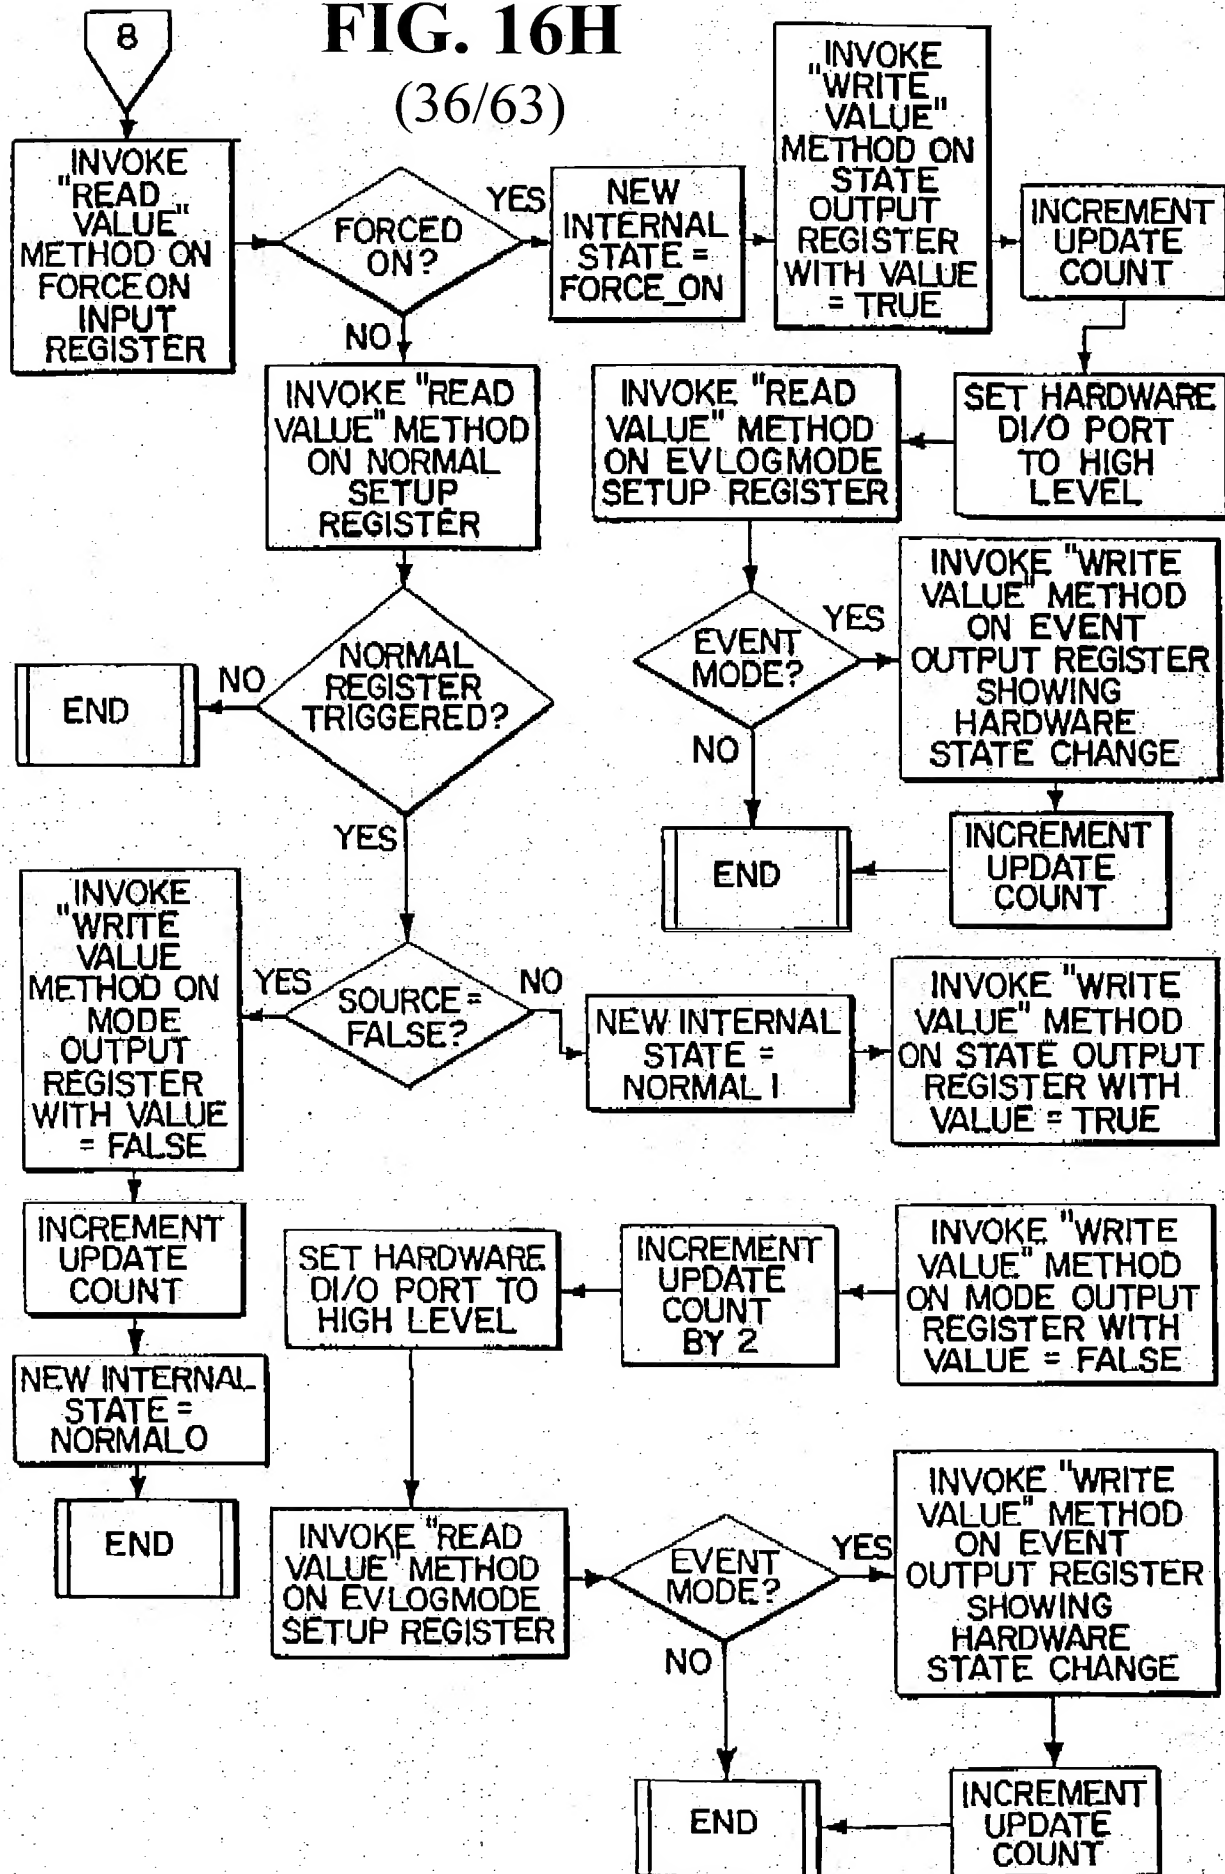 8
FIG. 16H
(36/63)
INVOKE
"READ
VALUE"
METHOD ON
FORCEON
INPUT
REGISTER
FORCED
ON?
YES
NO
NEW
INTERNAL
STATE =
FORCE_ON
INVOKE
"WRITE
VALUE"
METHOD ON
STATE
OUTPUT
REGISTER
WITH VALUE
= TRUE
INCREMENT
UPDATE
COUNT
SET HARDWARE
DI/O PORT
TO HIGH
LEVEL
INVOKE "READ
VALUE" METHOD
ON EVLOGMODE
SETUP REGISTER
EVENT
MODE?
YES
NO
INVOKE "WRITE
VALUE" METHOD
ON EVENT
OUTPUT REGISTER
SHOWING
HARDWARE
STATE CHANGE
INCREMENT
UPDATE
COUNT
END
INVOKE "READ
VALUE" METHOD
ON NORMAL
SETUP
REGISTER
NORMAL
REGISTER
TRIGGERED?
NO
END
YES
SOURCE =
FALSE?
YES
NO
INVOKE
"WRITE
VALUE
METHOD ON
MODE
OUTPUT
REGISTER
WITH VALUE
= FALSE
INCREMENT
UPDATE
COUNT
NEW INTERNAL
STATE =
NORMAL0
END
NEW INTERNAL
STATE =
NORMAL 1
INVOKE "WRITE
VALUE" METHOD
ON STATE OUTPUT
REGISTER WITH
VALUE = TRUE
INVOKE "WRITE
VALUE" METHOD
ON MODE OUTPUT
REGISTER WITH
VALUE = FALSE
INCREMENT
UPDATE
COUNT
BY 2
SET HARDWARE
DI/O PORT TO
HIGH LEVEL
INVOKE "READ
VALUE" METHOD
ON EVLOGMODE
SETUP REGISTER
EVENT
MODE?
YES
NO
INVOKE "WRITE
VALUE" METHOD
ON EVENT
OUTPUT REGISTER
SHOWING
HARDWARE
STATE CHANGE
INCREMENT
UPDATE
COUNT
END